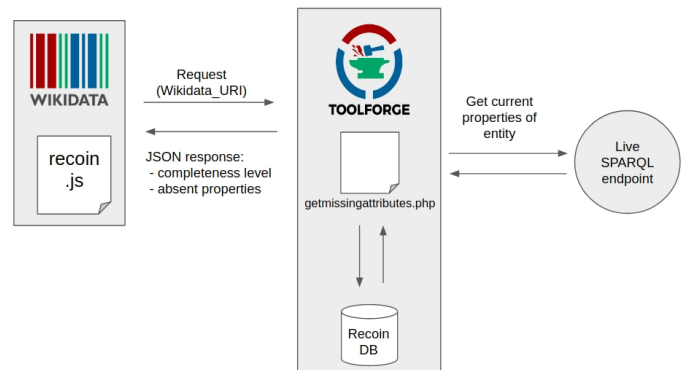 WIKIDATA
recoin
.js
Request
(Wikidata_URI)
JSON response:
- completeness level
- absent properties
TOOLFORGE
getmissingattributes.php
Recoin
DB
Get current
properties of
entity
Live
SPARQL
endpoint